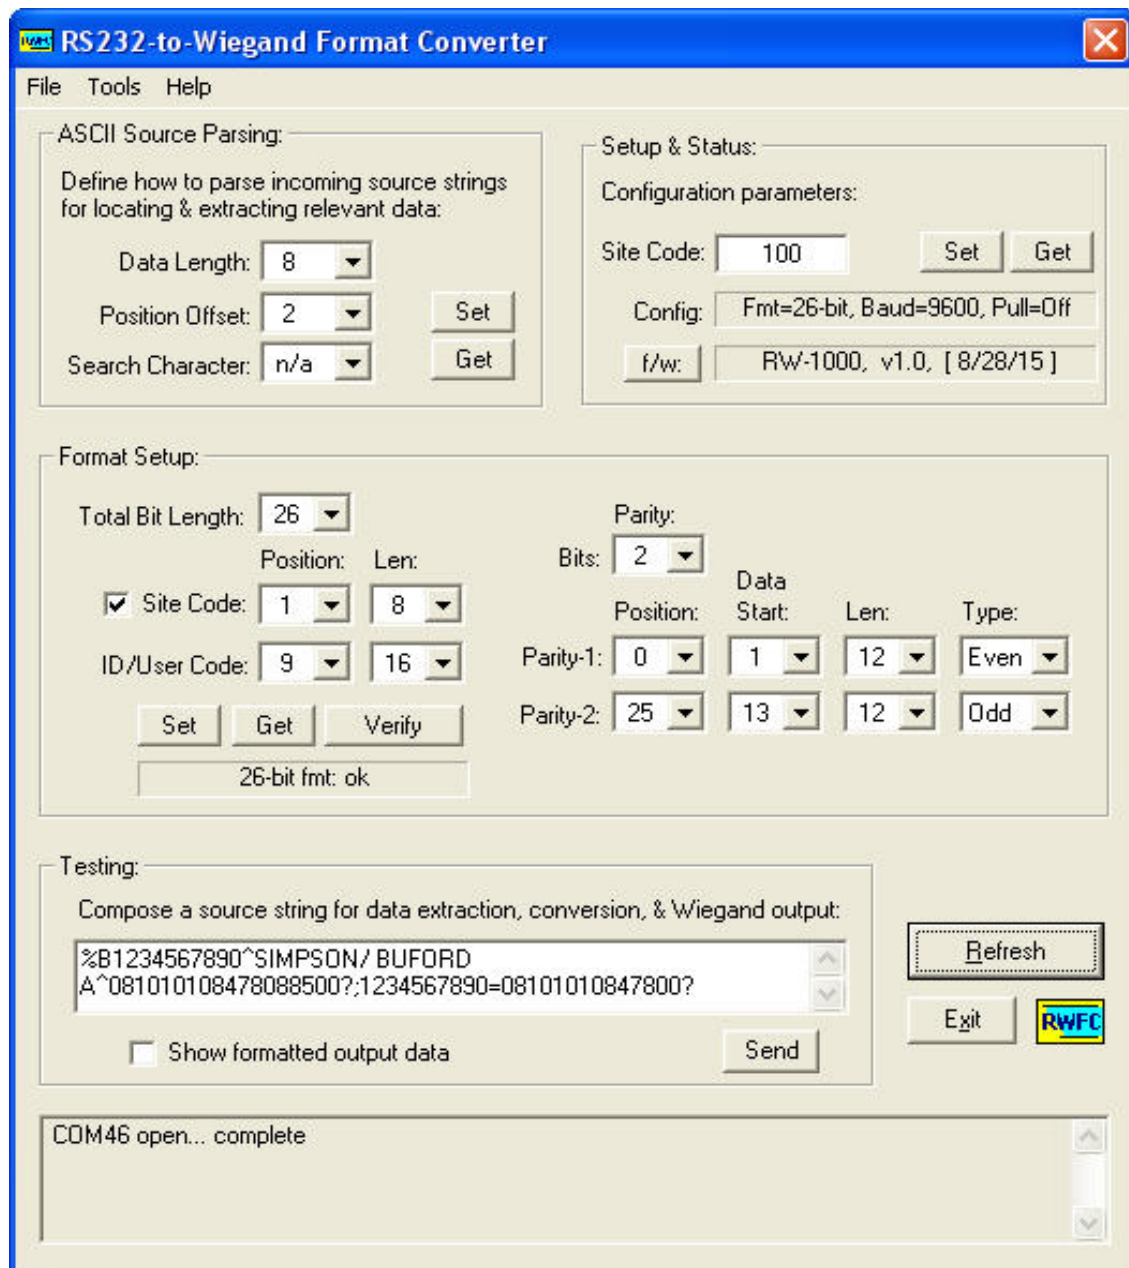 RS232-to-Wiegand Format Converter
File Tools Help
ASCII Source Parsing:
Define how to parse incoming source strings
for locating & extracting relevant data:
Data Length: 8
Position Offset: 2 Set
Search Character: n/a Get
Setup & Status:
Configuration parameters:
Site Code: 100 Set Get
Config: Fmt=26-bit, Baud=9600, Pull=Off
f/w: RW-1000, v1.0, [ 8/28/15 ]
Format Setup:
Total Bit Length: 26
Position: Len:
Site Code: 1 8
ID/User Code: 9 16
Set Get Verify
26-bit fmt: ok
Parity:
Bits: 2
Data
Position: Start: Len: Type:
Parity-1: 0 1 12 Even
Parity-2: 25 13 12 Odd
Testing:
Compose a source string for data extraction, conversion, & Wiegand output:
%B1234567890^SIMPSON/ BUFORD
A^081010108478088500?;1234567890=08101010847800?
Show formatted output data Send
Refresh
Exit RWFC
COM46 open... complete